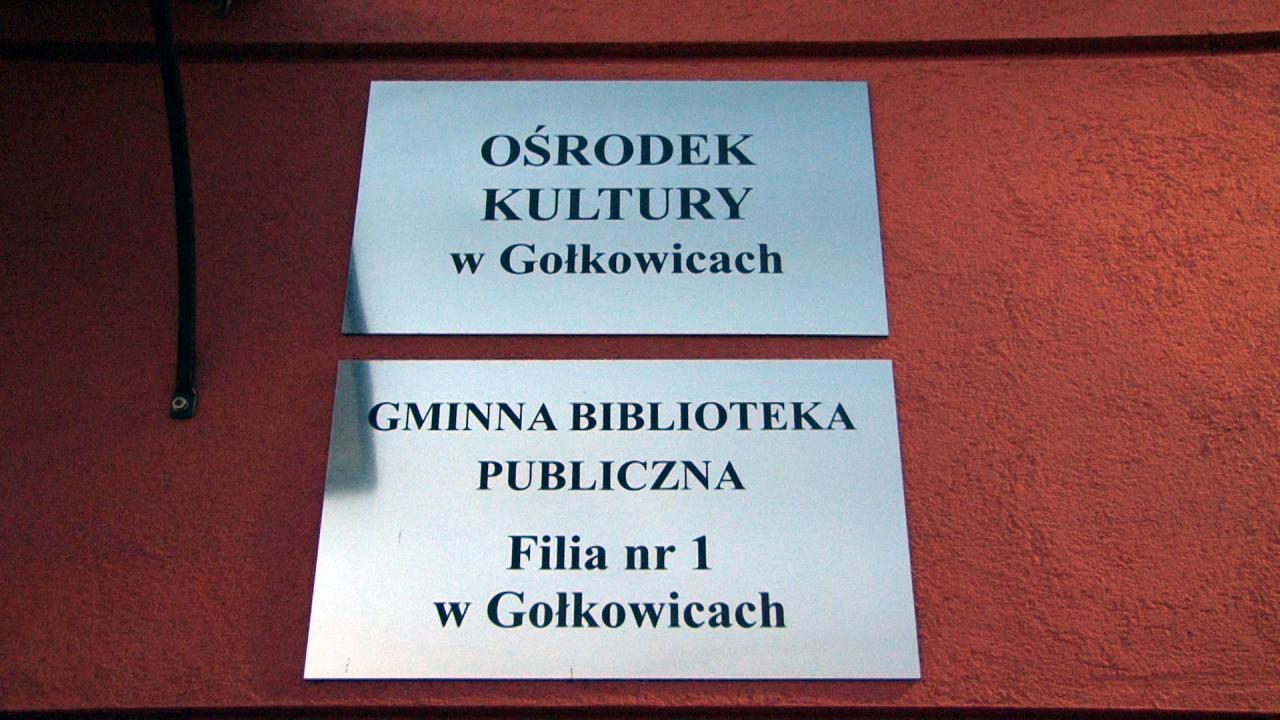 OŚRODEK
KULTURY
w Gołkowicach
GMINNA BIBLIOTEKA
PUBLICZNA
Filia nr 1
w Gołkowicach